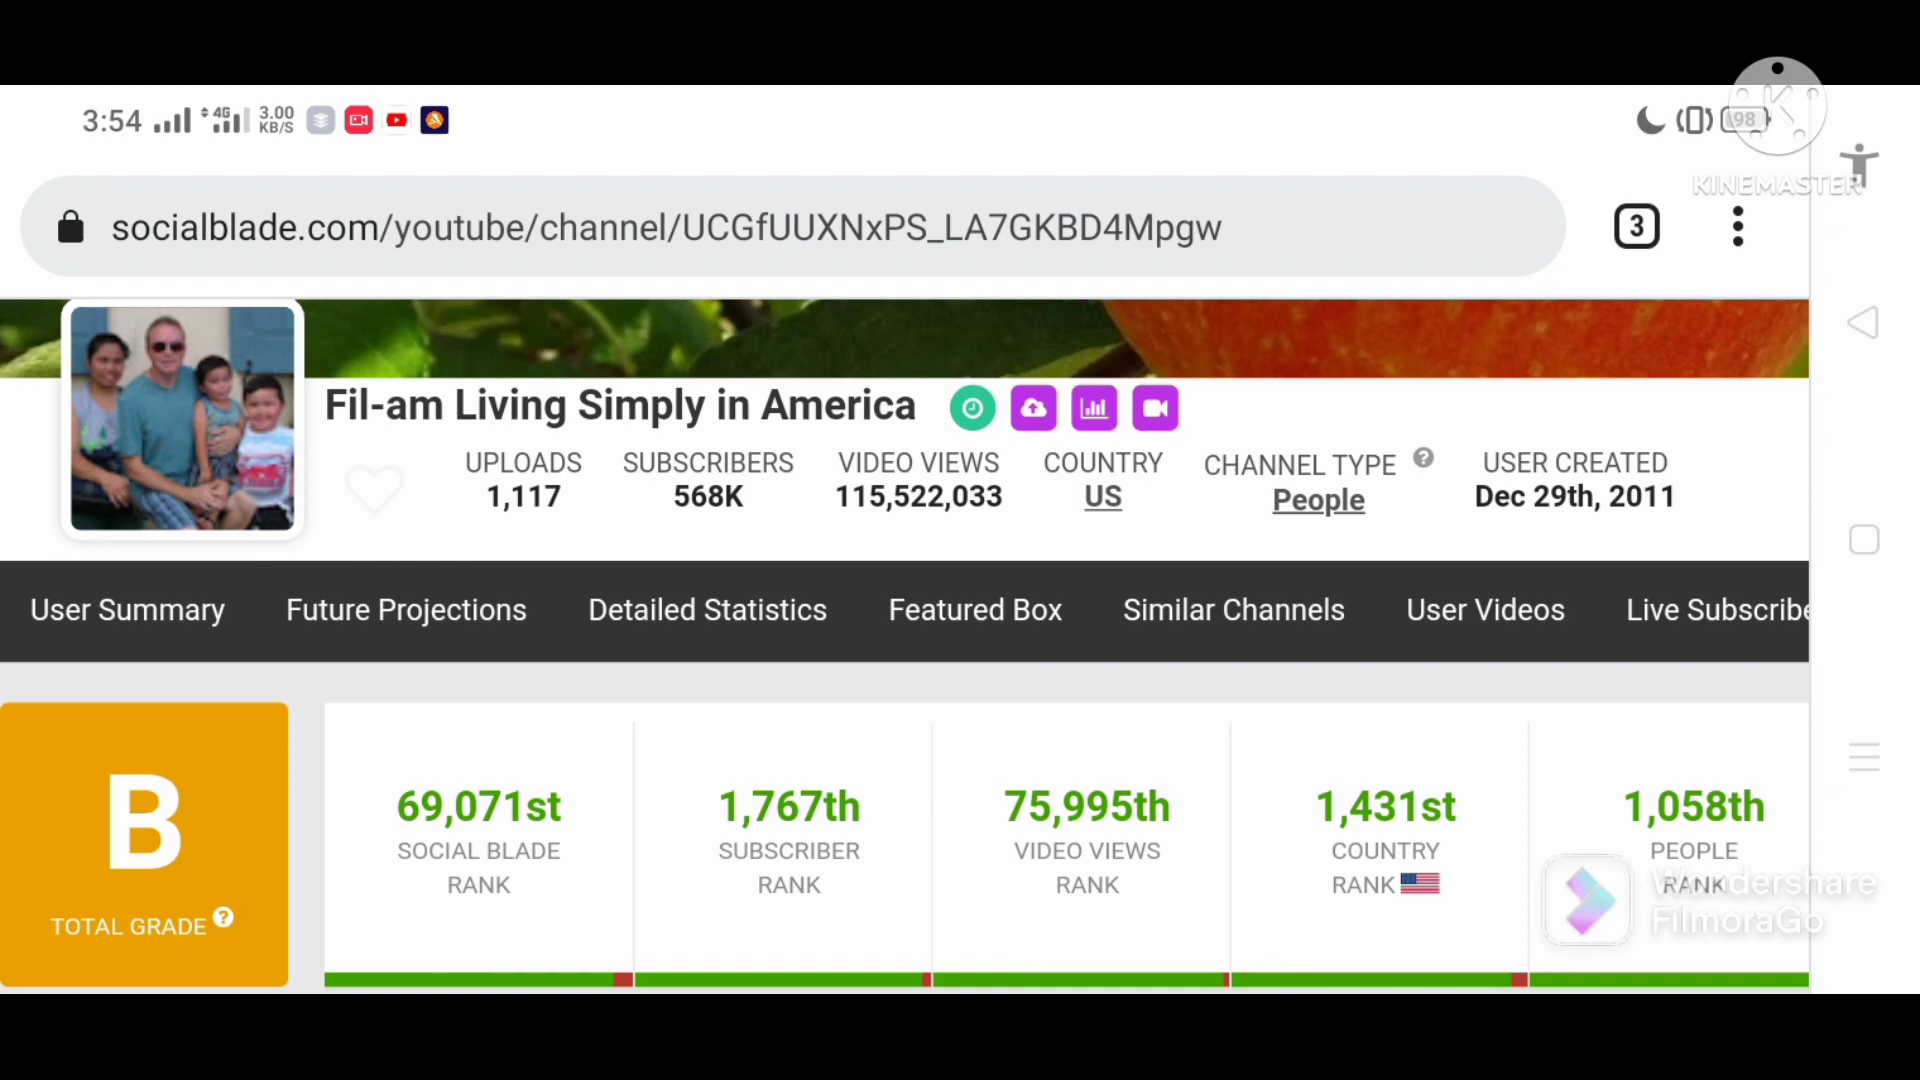 3:54 4G 3.00 KB/S 98
KINEMASTER
socialblade.com/youtube/channel/UCGfUUXNxPS_LA7GKBD4Mpgw 3
Fil-am Living Simply in America
UPLOADS SUBSCRIBERS VIDEO VIEWS COUNTRY CHANNEL TYPE ? USER CREATED
1,117 568K 115,522,033 US People Dec 29th, 2011
User Summary Future Projections Detailed Statistics Featured Box Similar Channels User Videos Live Subscribe
B
TOTAL GRADE ?
69,071st 1,767th 75,995th 1,431st 1,058th
SOCIAL BLADE SUBSCRIBER VIDEO VIEWS COUNTRY PEOPLE
RANK RANK RANK RANK RANK
Wondershare
FilmoraGo